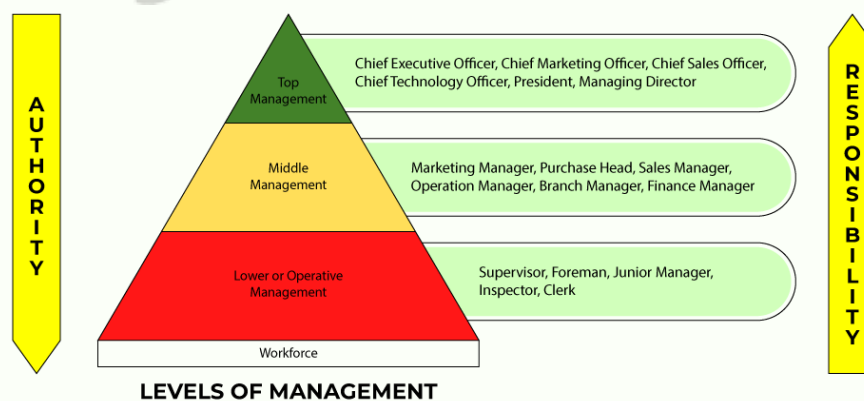 AUTHORITY
Top
Management
Chief Executive Officer, Chief Marketing Officer, Chief Sales Officer,
Chief Technology Officer, President, Managing Director
Middle
Management
Marketing Manager, Purchase Head, Sales Manager,
Operation Manager, Branch Manager, Finance Manager
Lower or Operative
Management
Supervisor, Foreman, Junior Manager,
Inspector, Clerk
Workforce
RESPONSIBILITY
LEVELS OF MANAGEMENT